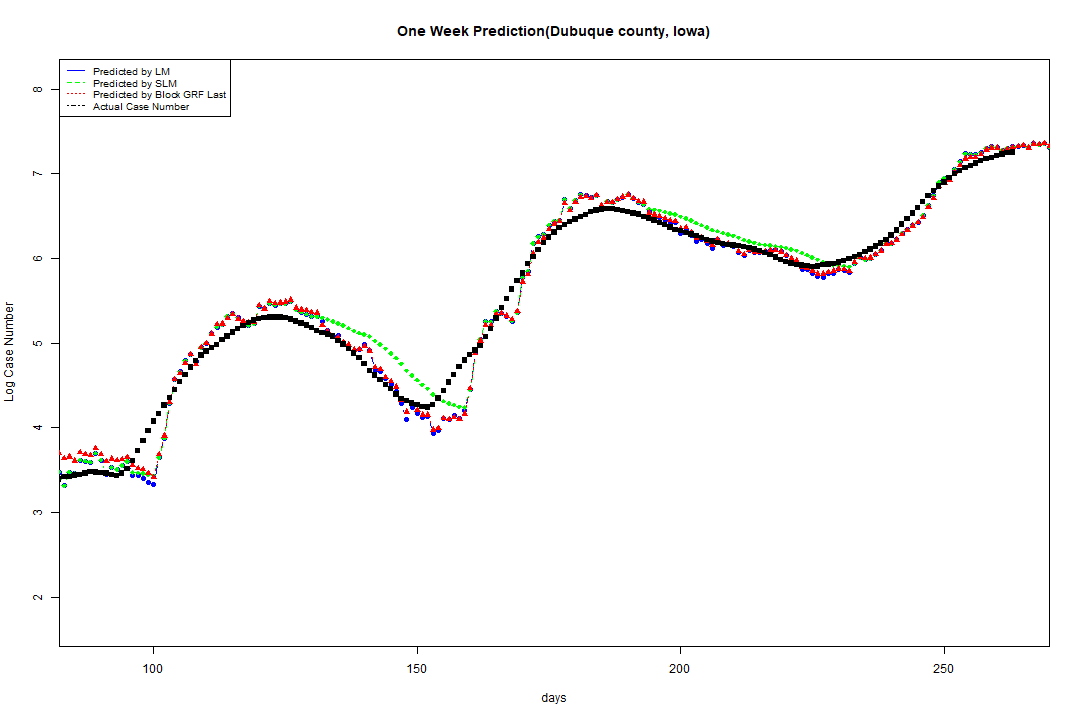 One Week Prediction(Dubuque county, Iowa)
Predicted by LM
Predicted by SLM
Predicted by Block GRF Last
Actual Case Number
8
7
6
5
4
3
2
Log Case Number
100 150 200 250
days